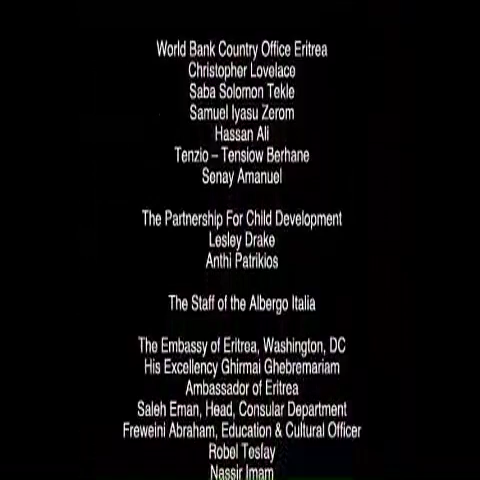 World Bank Country Office Eritrea
Christopher Lovelace
Saba Solomon Tekle
Samuel Iyasu Zerom
Hassan Ali
Tenzio – Tensiow Berhane
Senay Amanuel
The Partnership For Child Development
Lesley Drake
Anthi Patrikios
The Staff of the Albergo Italia
The Embassy of Eritrea, Washington, DC
His Excellency Ghirmai Ghebremariam
Ambassador of Eritrea
Saleh Eman, Head, Consular Department
Freweini Abraham, Education & Cultural Officer
Robel Tesfay
Nassir Imam